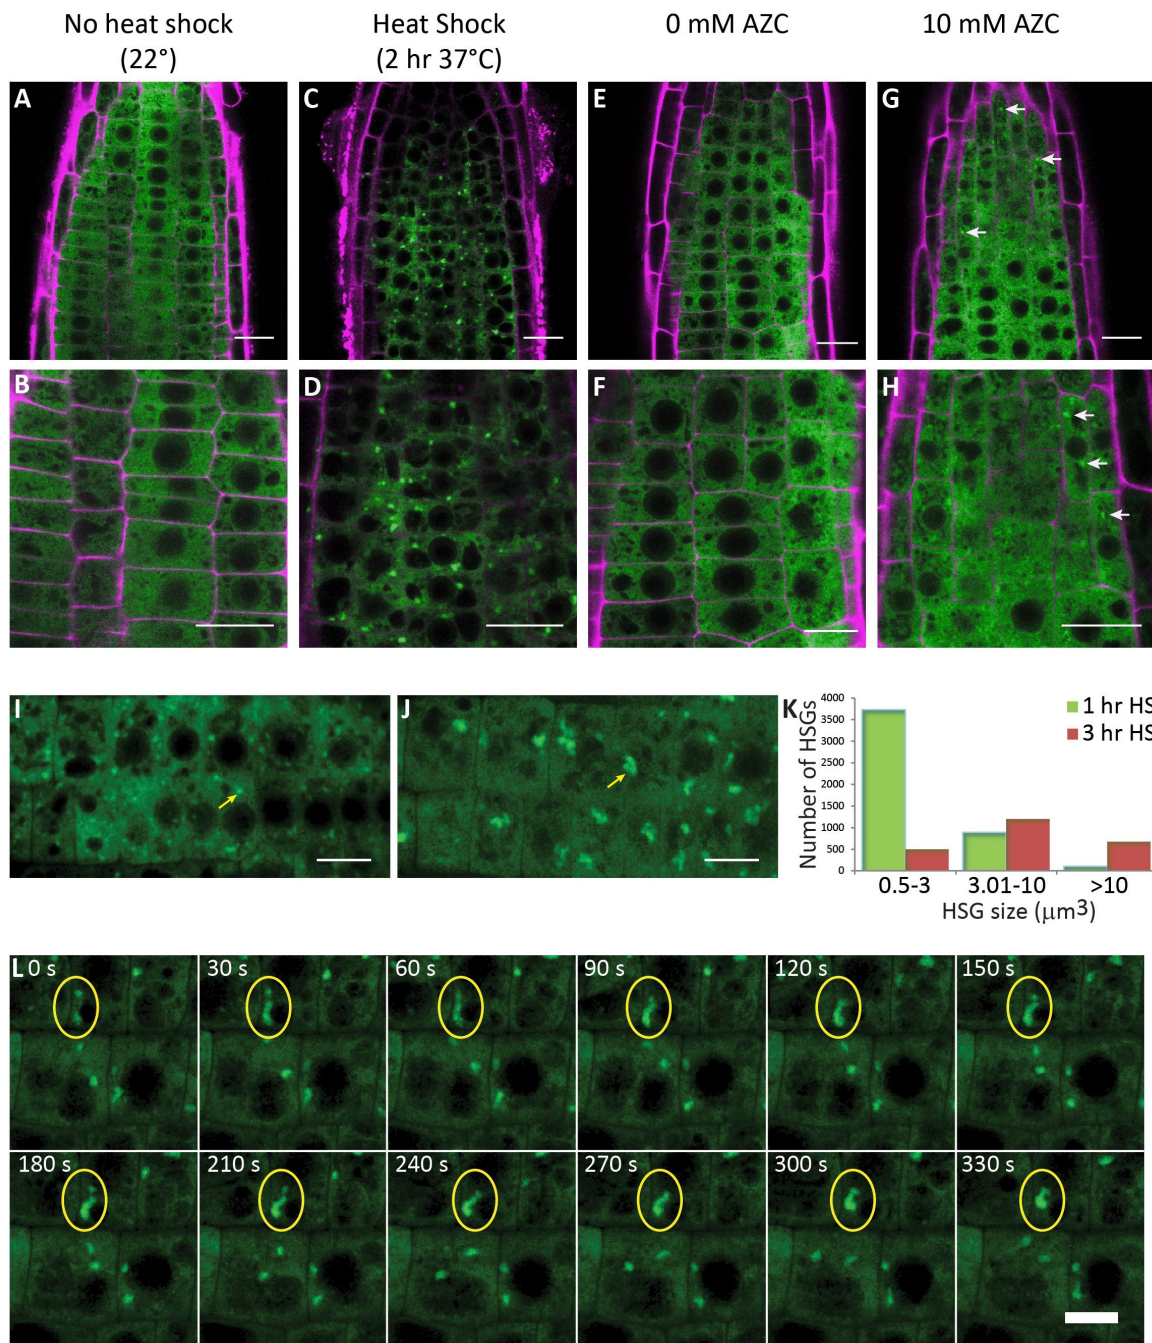 No heat shock
(22°)
Heat Shock
(2 hr 37°C)
0 mM AZC
10 mM AZC
A
C
E
G
B
D
F
H
I
J
K
Number of HSGs
4000
3500
3000
2500
2000
1500
1000
500
0
1 hr HS
3 hr HS
0.5-3
3.01-10
>10
HSG size (μm3)
L 0 s
30 s
60 s
90 s
120 s
150 s
180 s
210 s
240 s
270 s
300 s
330 s